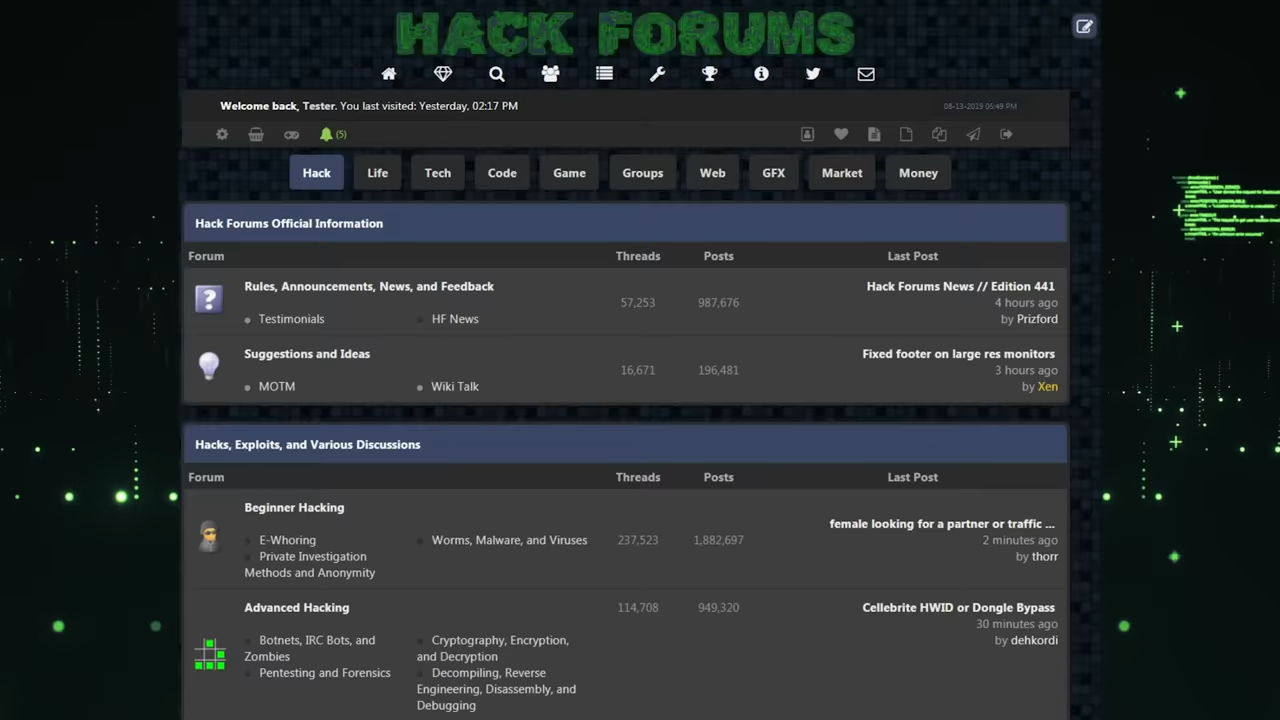 HACK FORUMS
Welcome back, Tester. You last visited: Yesterday, 02:17 PM
08-13-2019 05:49 PM
(5)
Hack Life Tech Code Game Groups Web GFX Market Money
Hack Forums Official Information
Forum Threads Posts Last Post
Rules, Announcements, News, and Feedback
Testimonials HF News
57,253 987,676
Hack Forums News // Edition 441
4 hours ago
by Prizford
Suggestions and Ideas
MOTM Wiki Talk
16,671 196,481
Fixed footer on large res monitors
3 hours ago
by Xen
Hacks, Exploits, and Various Discussions
Forum Threads Posts Last Post
Beginner Hacking
E-Whoring Worms, Malware, and Viruses
Private Investigation
Methods and Anonymity
237,523 1,882,697
female looking for a partner or traffic ...
2 minutes ago
by thorr
Advanced Hacking
Botnets, IRC Bots, and
Zombies
Pentesting and Forensics
Cryptography, Encryption,
and Decryption
Decompiling, Reverse
Engineering, Disassembly, and
Debugging
114,708 949,320
Cellebrite HWID or Dongle Bypass
30 minutes ago
by dehkordi